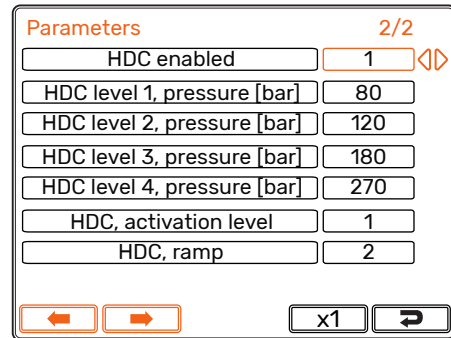 Parameters 2/2
HDC enabled 1
HDC level 1, pressure [bar] 80
HDC level 2, pressure [bar] 120
HDC level 3, pressure [bar] 180
HDC level 4, pressure [bar] 270
HDC, activation level 1
HDC, ramp 2
x1